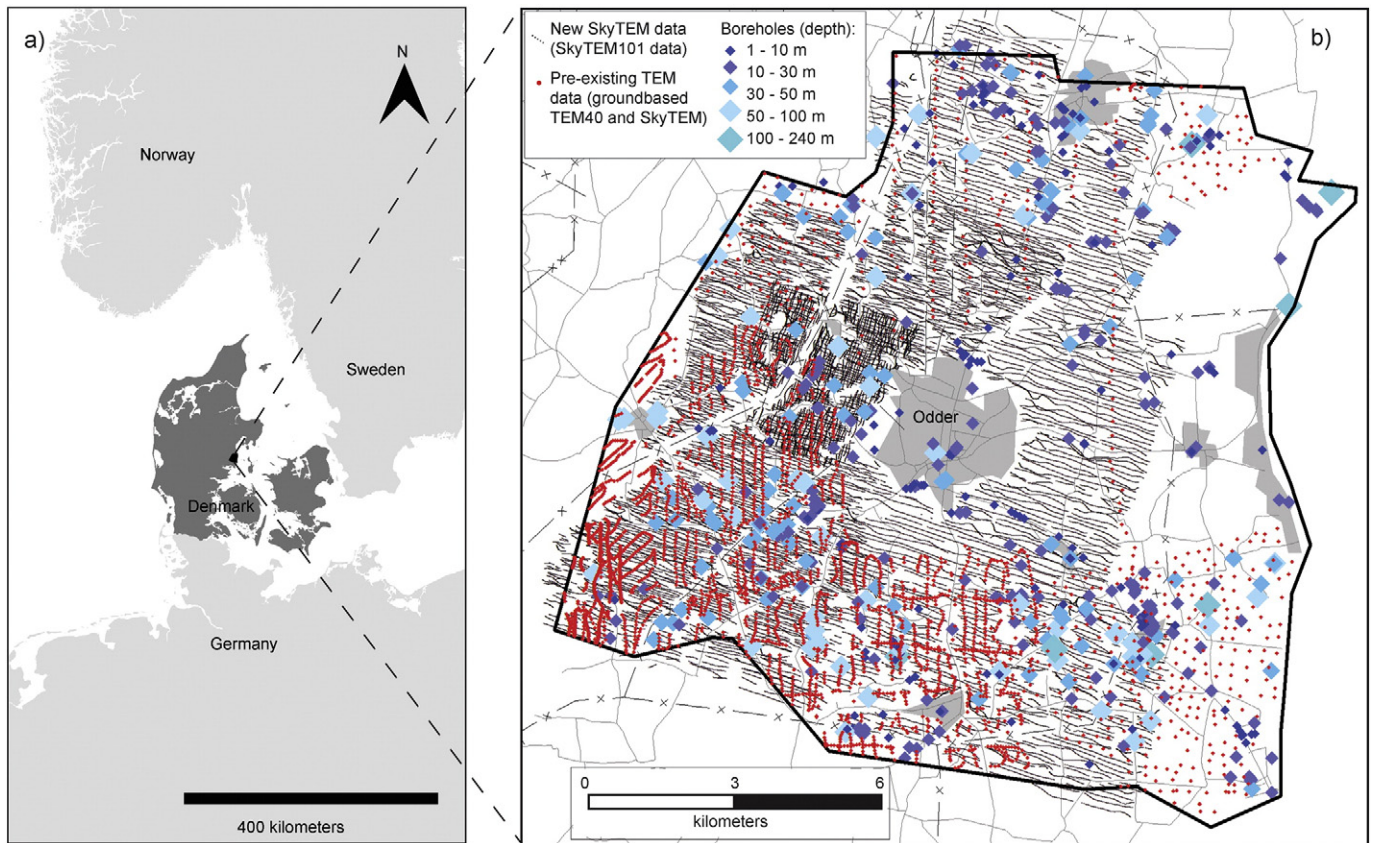 a)
N
Norway
Sweden
Denmark
Germany
400 kilometers
b)
New SkyTEM data
(SkyTEM101 data)
Pre-existing TEM
data (groundbased
TEM40 and SkyTEM)
Boreholes (depth):
1 - 10 m
10 - 30 m
30 - 50 m
50 - 100 m
100 - 240 m
Odder
0 3 6
kilometers